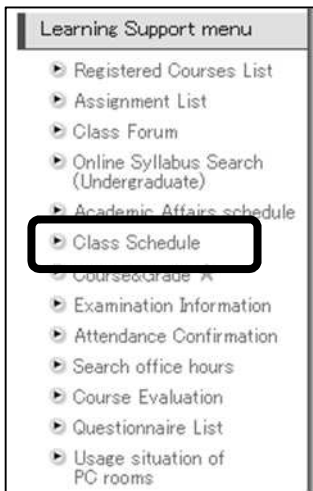 Learning Support menu
Registered Courses List
Assignment List
Class Forum
Online Syllabus Search
(Undergraduate)
Academic Affairs schedule
Class Schedule
Course&Grade
Examination Information
Attendance Confirmation
Search office hours
Course Evaluation
Questionnaire List
Usage situation of
PC rooms